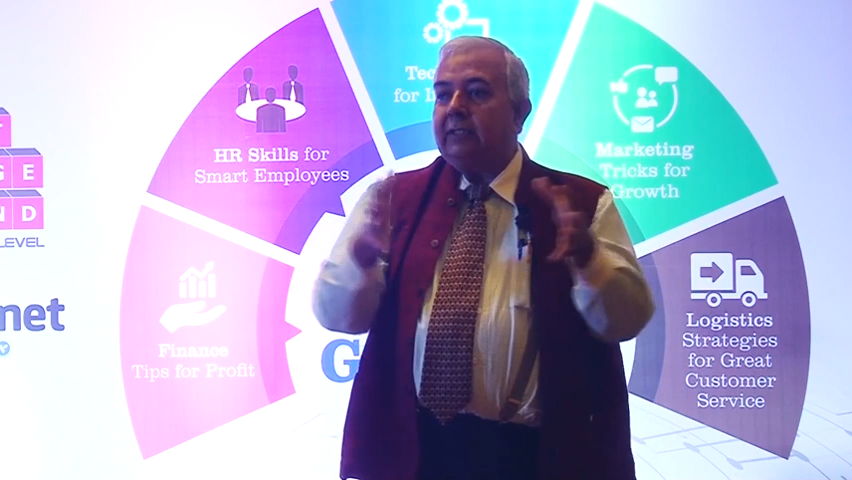 HR Skills for
Smart Employees
for
Marketing
Tricks for
Growth
Finance
Tips for Profit
Logistics
Strategies
for Great
Customer
Service
LEVEL